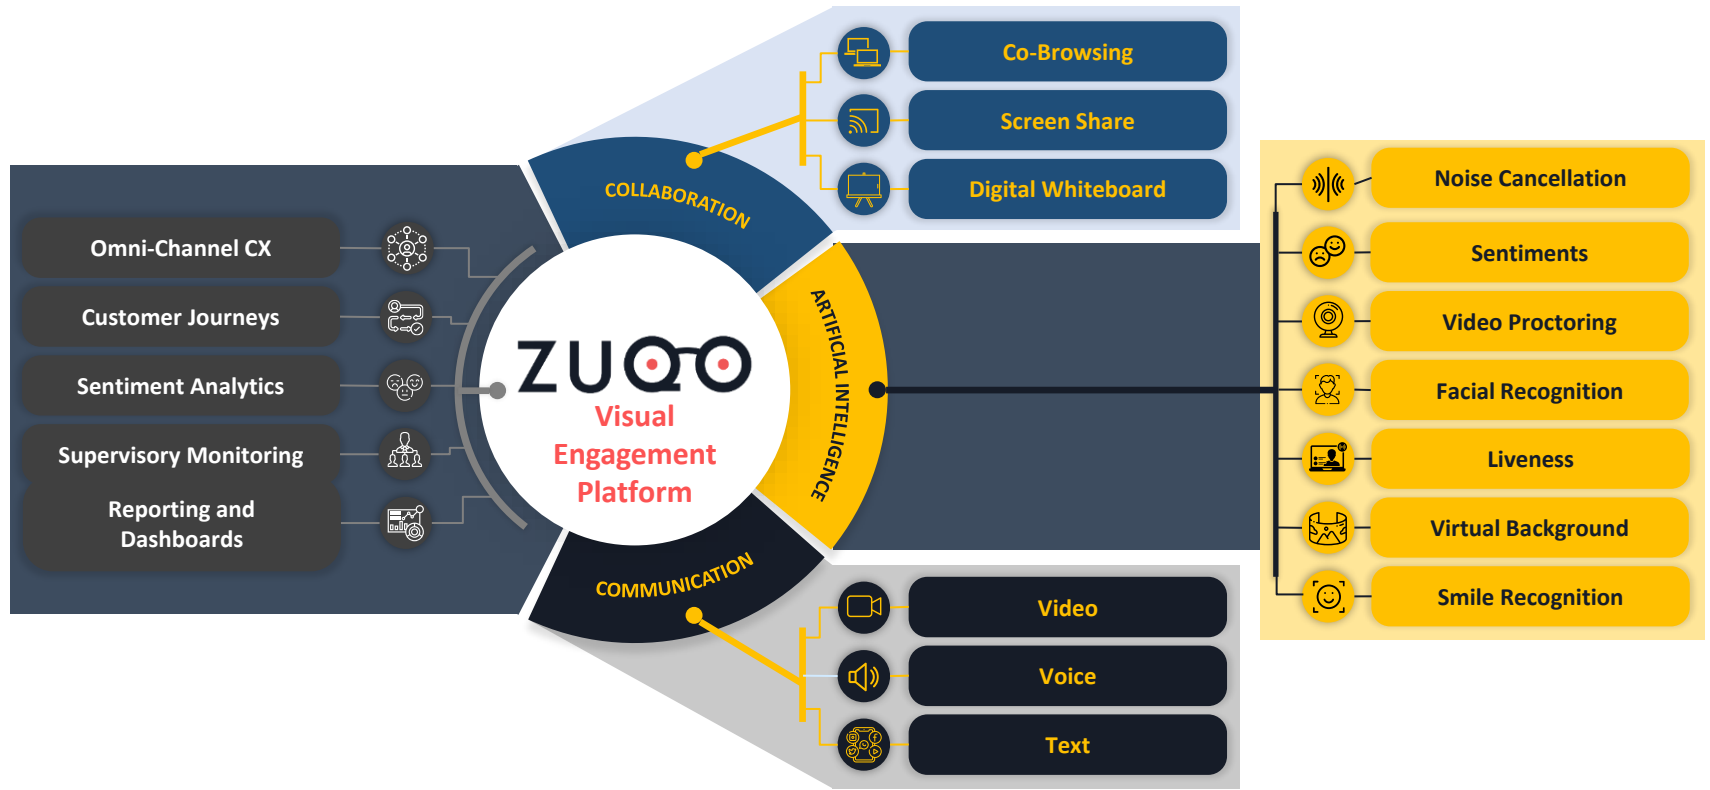 Co-Browsing
Screen Share
Digital Whiteboard
COLLABORATION
Omni-Channel CX
Customer Journeys
Sentiment Analytics
Supervisory Monitoring
Reporting and
Dashboards
ZUQO
Visual
Engagement
Platform
ARTIFICIAL INTELLIGENCE
Noise Cancellation
Sentiments
Video Proctoring
Facial Recognition
Liveness
Virtual Background
Smile Recognition
COMMUNICATION
Video
Voice
Text